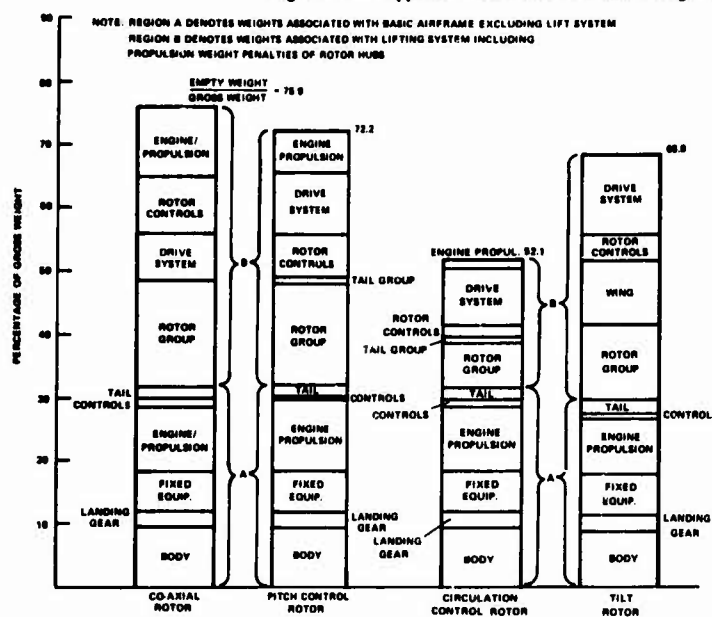 NOTE: REGION A DENOTES WEIGHTS ASSOCIATED WITH BASIC AIRFRAME EXCLUDING LIFT SYSTEM
REGION B DENOTES WEIGHTS ASSOCIATED WITH LIFTING SYSTEM INCLUDING
PROPULSION WEIGHT PENALTIES OF ROTOR HUBS
PERCENTAGE OF GROSS WEIGHT
90
80
70
60
50
40
30
20
10
EMPTY WEIGHT
GROSS WEIGHT
= 75.9
ENGINE/
PROPULSION
ROTOR
CONTROLS
DRIVE
SYSTEM
ROTOR
GROUP
TAIL
CONTROLS
ENGINE/
PROPULSION
FIXED
EQUIP.
LANDING
GEAR
BODY
CO-AXIAL
ROTOR
B
A
72.2
ENGINE
PROPULSION
DRIVE
SYSTEM
ROTOR
CONTROLS
TAIL GROUP
ROTOR
GROUP
TAIL
CONTROLS
ENGINE
PROPULSION
FIXED
EQUIP.
LANDING
GEAR
BODY
PITCH CONTROL
ROTOR
ENGINE PROPUL. 52.1
DRIVE
SYSTEM
ROTOR
CONTROLS
TAIL GROUP
ROTOR
GROUP
TAIL
CONTROLS
ENGINE
PROPULSION
FIXED
EQUIP.
LANDING
GEAR
BODY
CIRCULATION
CONTROL ROTOR
B
A
DRIVE
SYSTEM
ROTOR
CONTROLS
WING
ROTOR
GROUP
TAIL
CONTROL
ENGINE
PROPULSION
FIXED
EQUIP.
LANDING
GEAR
BODY
TILT
ROTOR